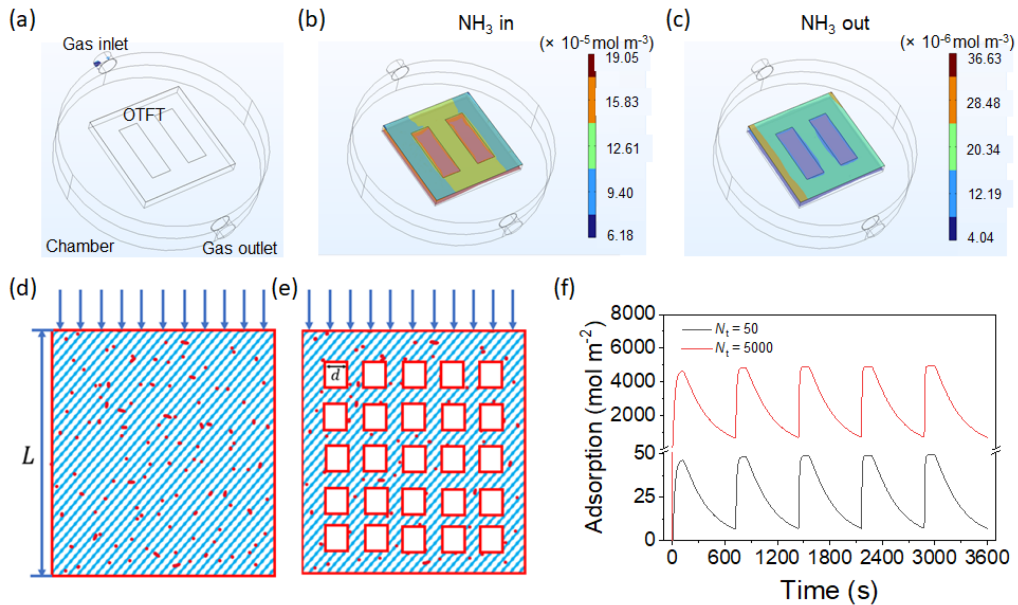 (a)
Gas inlet
OTFT
Chamber
Gas outlet
(b)
NH3 in
(× 10-5 mol m-3)
19.05
15.83
12.61
9.40
6.18
(c)
NH3 out
(× 10-6 mol m-3)
36.63
28.48
20.34
12.19
4.04
(d)
L
(e)
d
(f)
Adsorption (mol m-2)
8000
6000
4000
2000
50
50
25
0
Nt = 50
Nt = 5000
0 600 1200 1800 2400 3000 3600
Time (s)